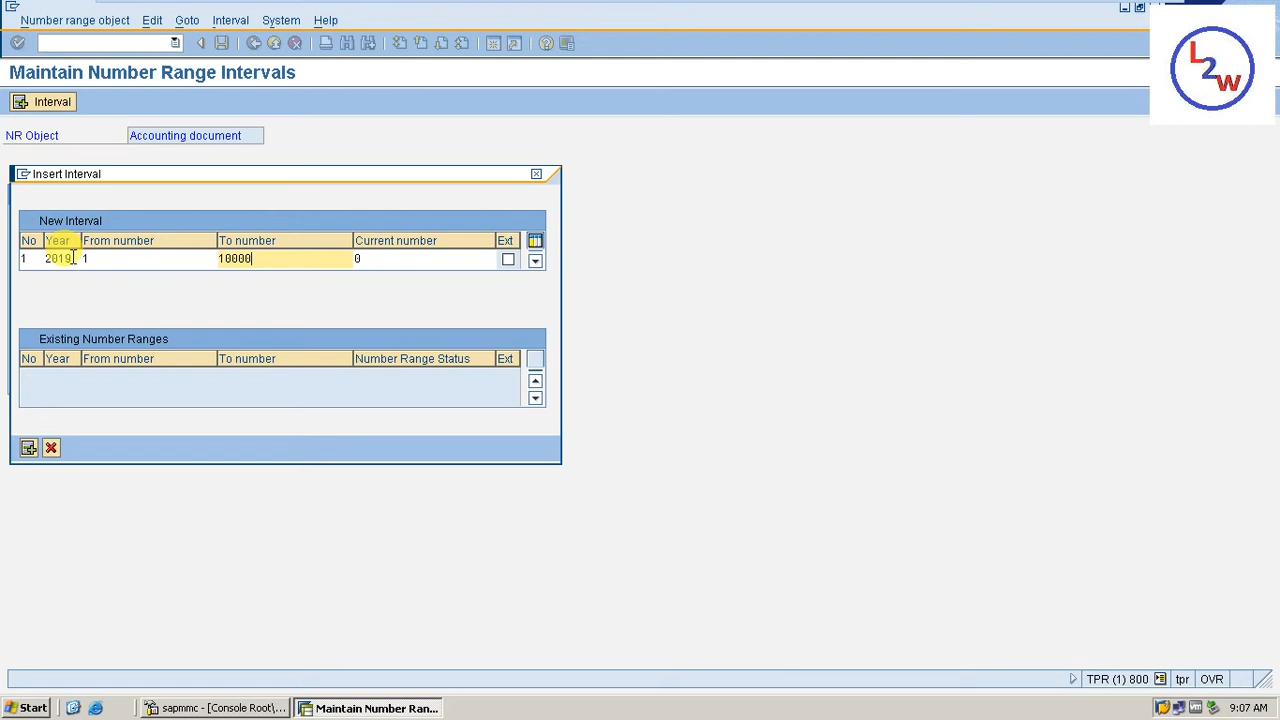 Number range object Edit Goto Interval System Help
Maintain Number Range Intervals
Interval
NR Object Accounting document
L2W
Insert Interval
New Interval
No Year From number To number Current number Ext
1 2019 1 10000 0
Existing Number Ranges
No Year From number To number Number Range Status Ext
TPR (1) 800 tpr OVR
Start sapmmc - [Console Root\... Maintain Number Ran... 9:07 AM